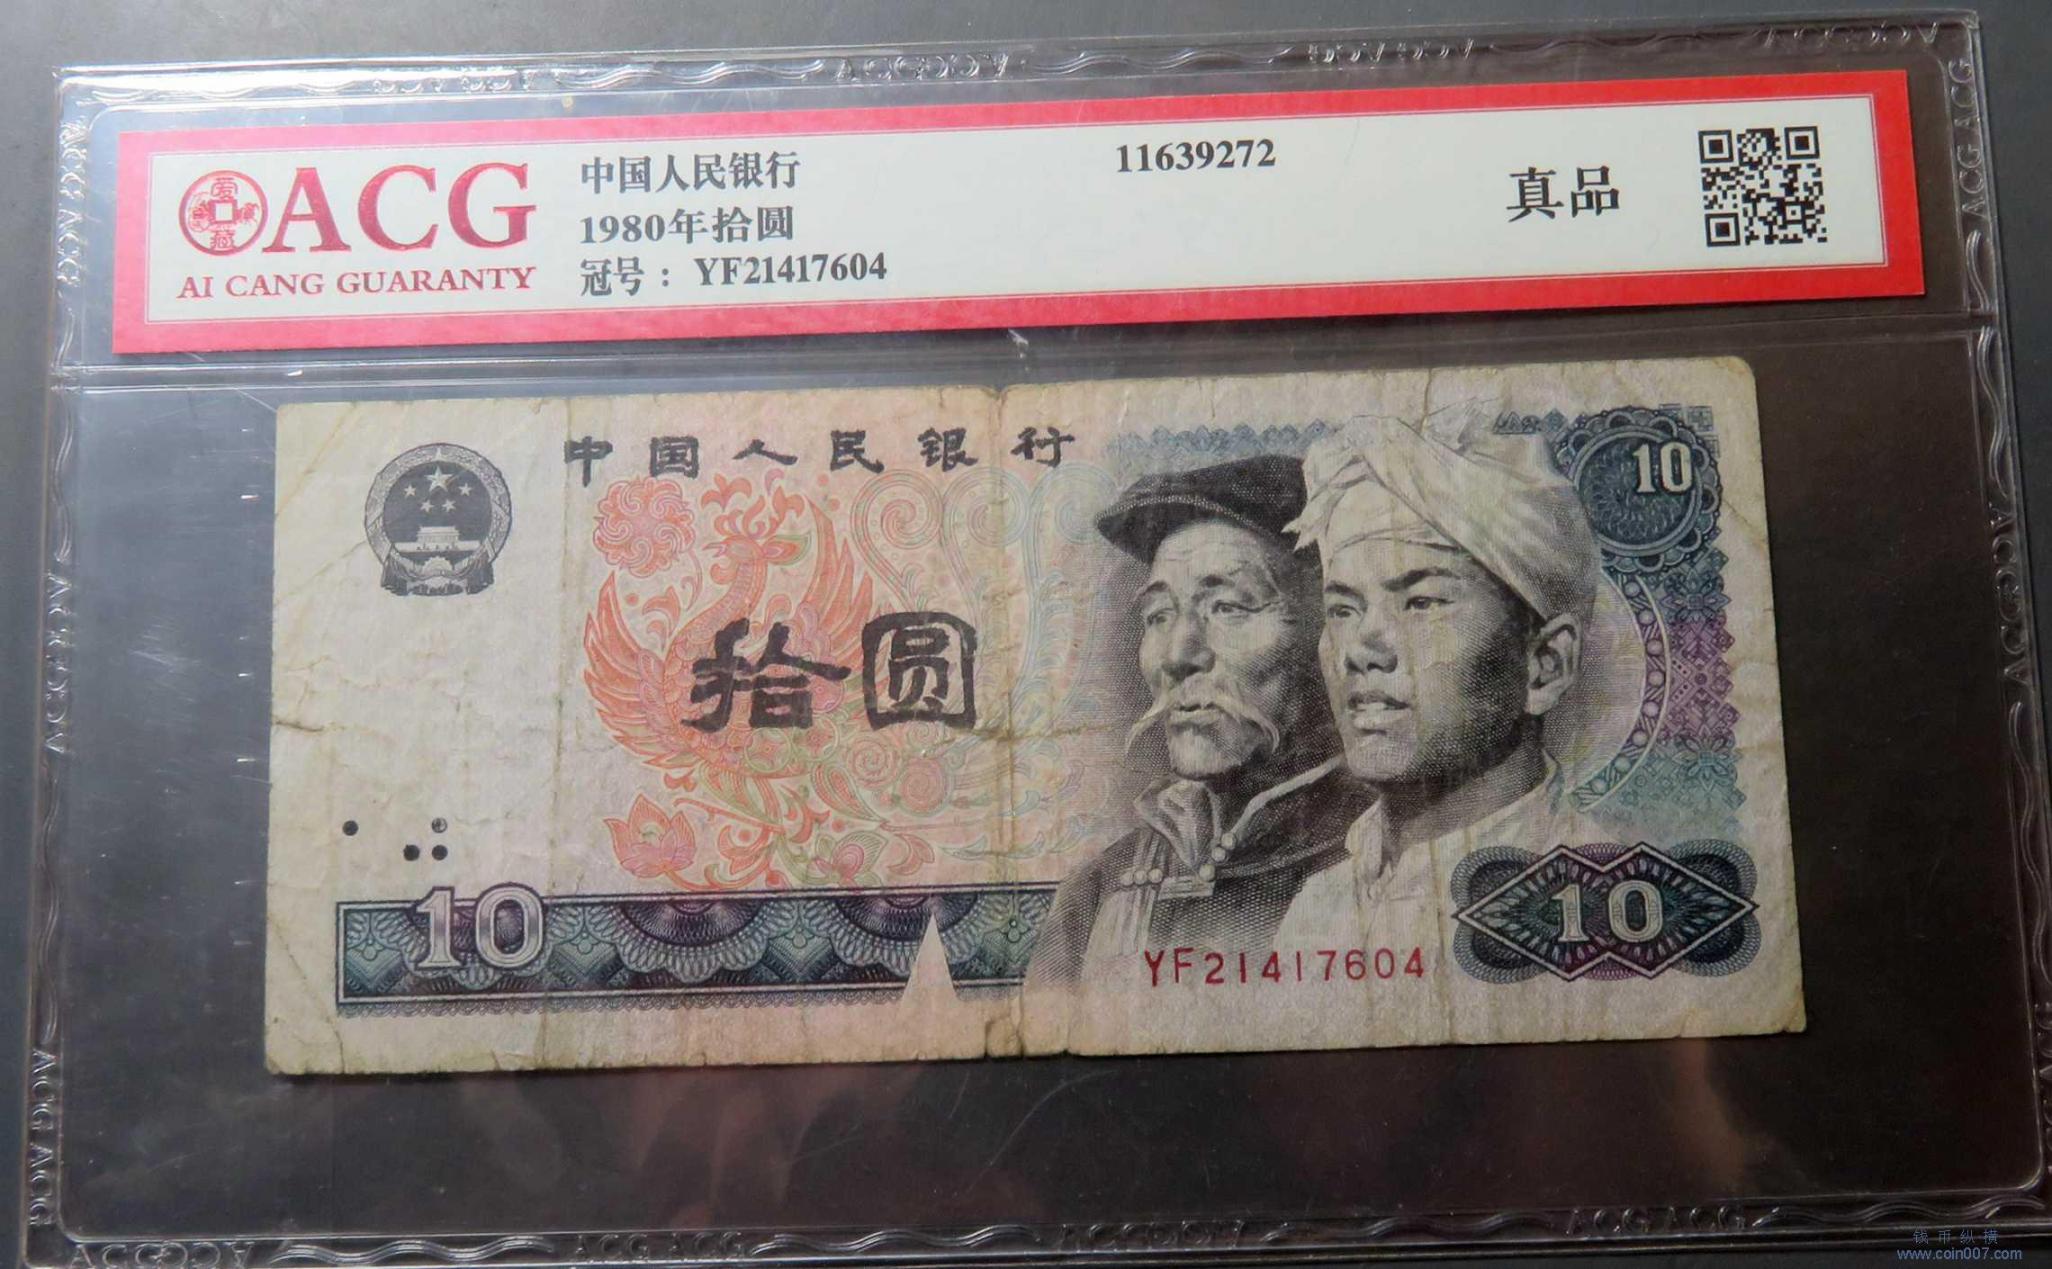 ACG
AI CANG GUARANTY
中国人民银行
1980年拾圆
冠号：YF21417604
11639272
真品
中国人民银行
10
拾圆
10
YF21417604
10
ACG ACG
钱币纵横
www.coin007.com